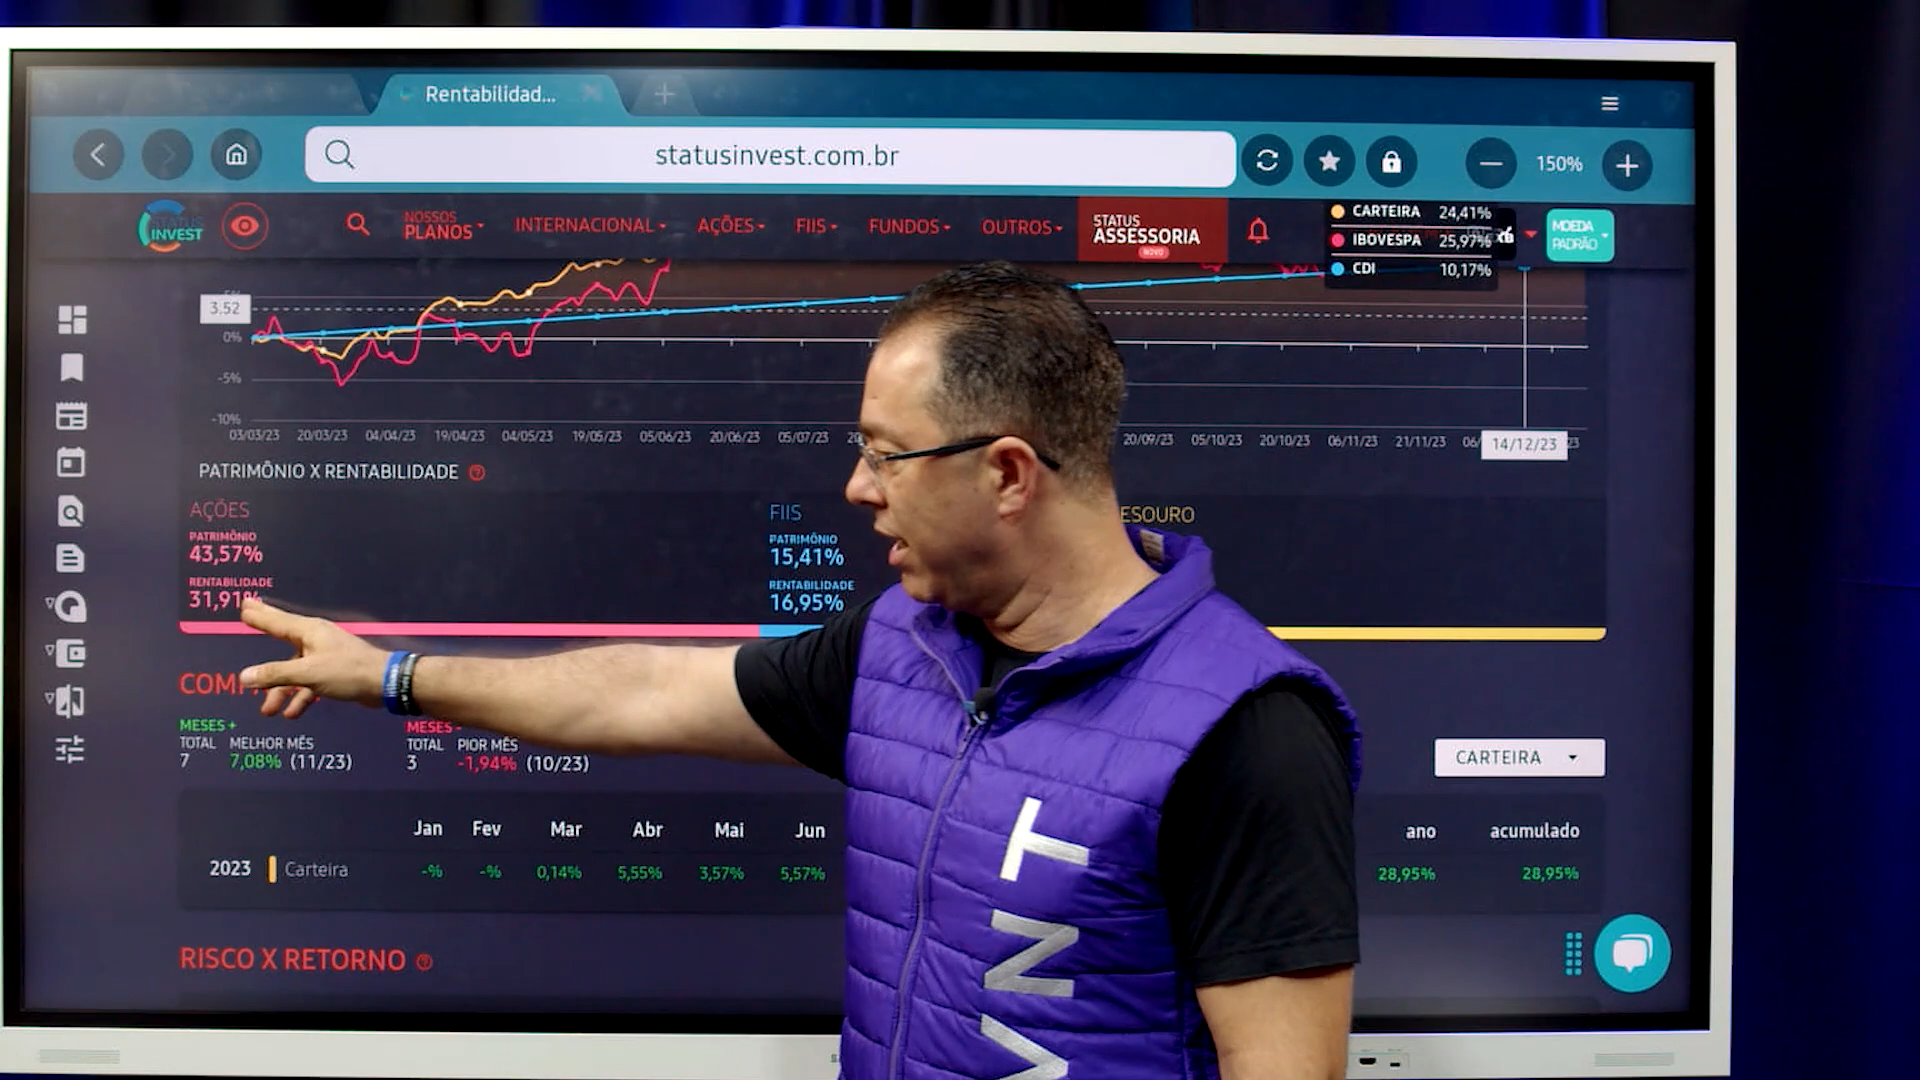 Rentabilidad...
statusinvest.com.br
150%
STATUS
INVEST
NOSSOS
PLANOS
INTERNACIONAL
AÇÕES
FIIS
FUNDOS
OUTROS
STATUS
ASSESSORIA
NOVO
CARTEIRA 24,41%
IBOVESPA 25,97%
CDI 10,17%
MOEDA
PADRÃO
3.52
0%
-5%
-10%
03/03/23 20/03/23 04/04/23 19/04/23 04/05/23 19/05/23 05/06/23 20/06/23 05/07/23 20/09/23 05/10/23 20/10/23 06/11/23 21/11/23 06/ 14/12/23
PATRIMÔNIO X RENTABILIDADE
AÇÕES
PATRIMÔNIO
43,57%
RENTABILIDADE
31,91%
FIIS
PATRIMÔNIO
15,41%
RENTABILIDADE
16,95%
ESOURO
MESES +
TOTAL MELHOR MÊS
7 7,08% (11/23)
MESES -
TOTAL PIOR MÊS
3 -1,94% (10/23)
CARTEIRA
Jan Fev Mar Abr Mai Jun ano acumulado
2023 Carteira -% -% 0,14% 5,55% 3,57% 5,57% 28,95% 28,95%
RISCO X RETORNO